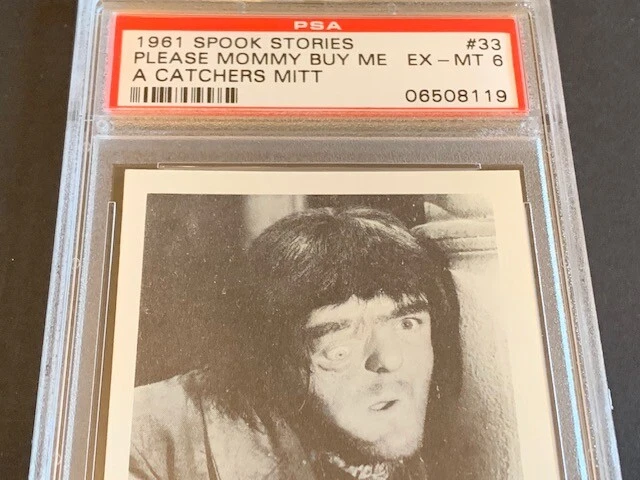 PSA
1961 SPOOK STORIES #33
PLEASE MOMMY BUY ME EX - MT 6
A CATCHERS MITT
06508119